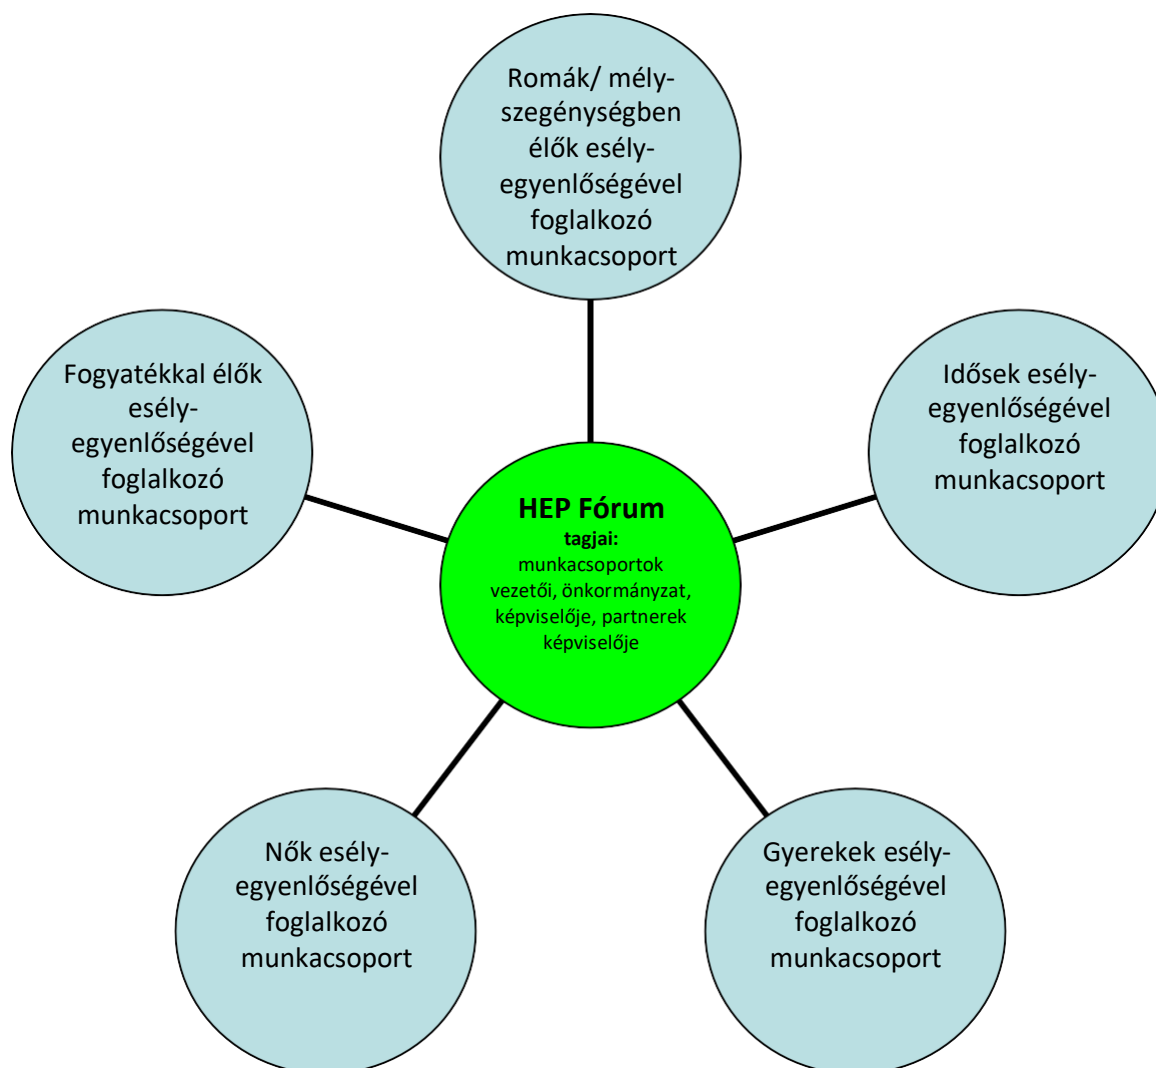 Romák/ mély-
szegénységben
élők esély-
egyenlőségével
foglalkozó
munkacsoport
Fogyatékkal élők
esély-
egyenlőségével
foglalkozó
munkacsoport
Idősek esély-
egyenlőségével
foglalkozó
munkacsoport
HEP Fórum
tagjai:
munkacsoportok
vezetői, önkormányzat,
képviselője, partnerek
képviselője
Nők esély-
egyenlőségével
foglalkozó
munkacsoport
Gyerekek esély-
egyenlőségével
foglalkozó
munkacsoport